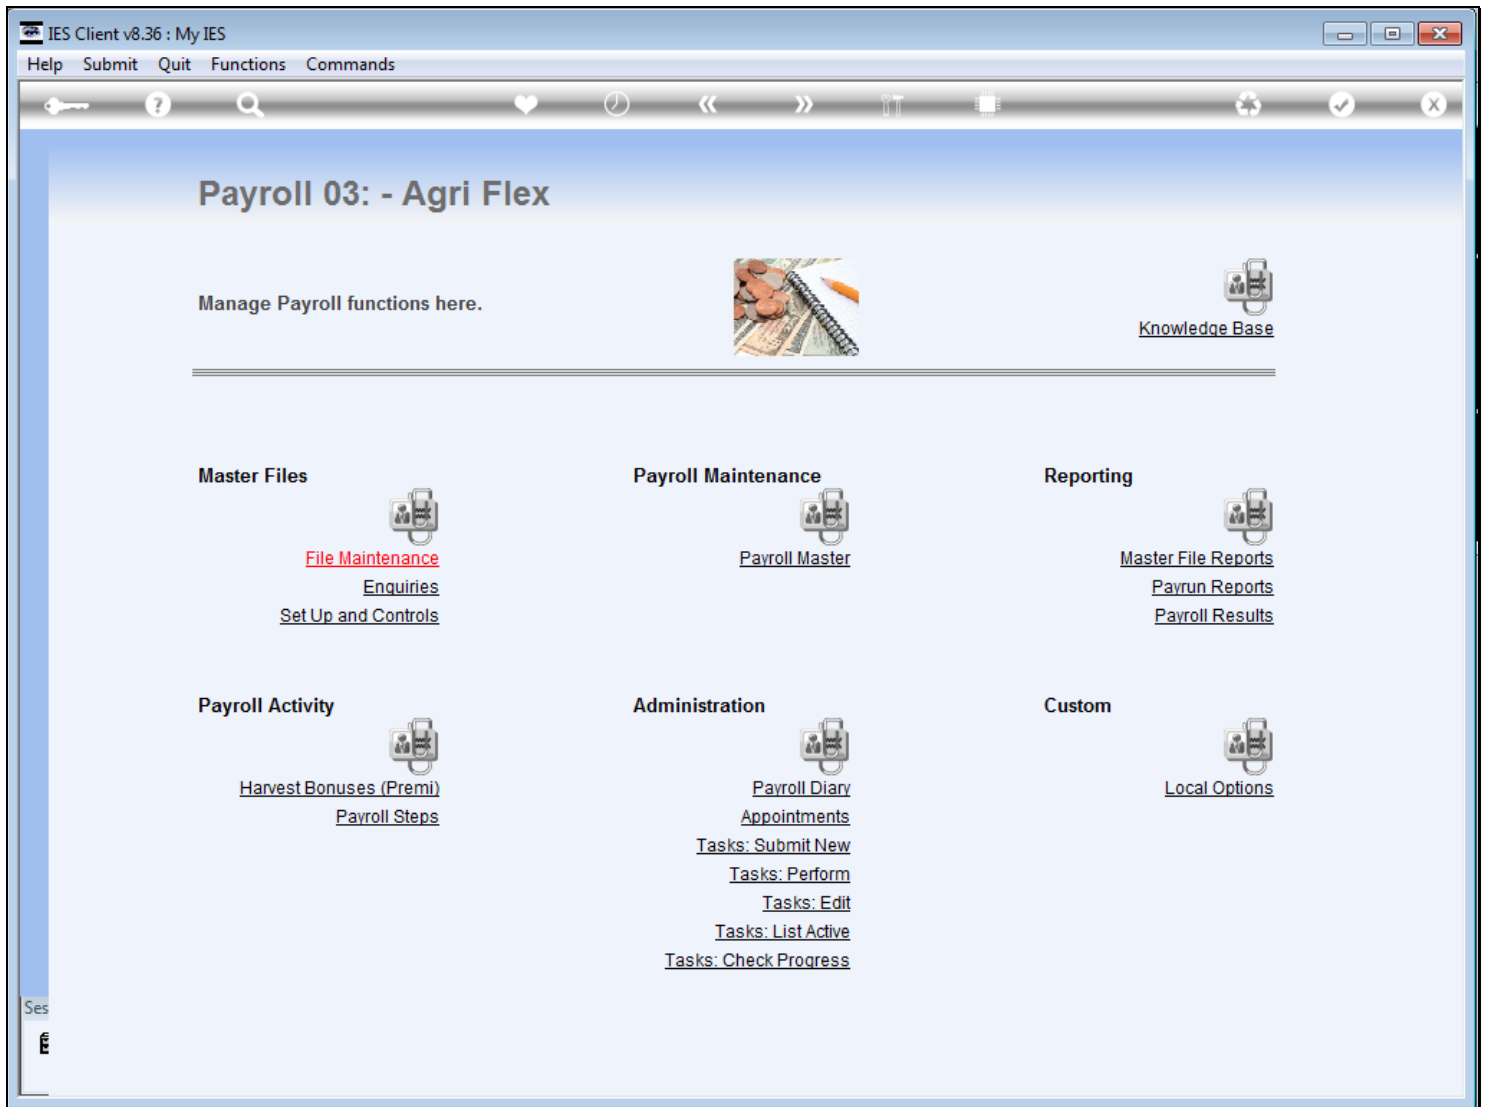 IES Client v8.36 : My IES
Help Submit Quit Functions Commands
Payroll 03: - Agri Flex
Manage Payroll functions here.
Knowledge Base
Master Files
File Maintenance
Enquiries
Set Up and Controls
Payroll Maintenance
Payroll Master
Reporting
Master File Reports
Payrun Reports
Payroll Results
Payroll Activity
Harvest Bonuses (Premi)
Payroll Steps
Administration
Payroll Diary
Appointments
Tasks: Submit New
Tasks: Perform
Tasks: Edit
Tasks: List Active
Tasks: Check Progress
Custom
Local Options
Ses